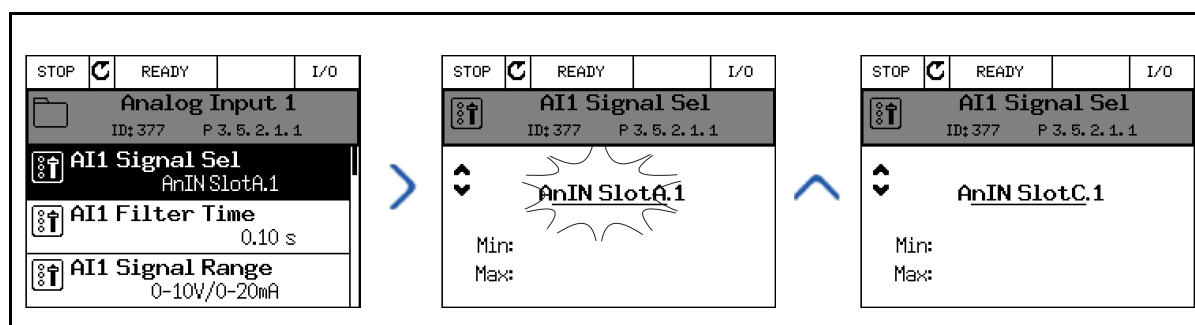 STOP READY I/O
Analog Input 1
ID: 377 P 3.5.2.1.1
AI1 Signal Sel
AnIN SlotA.1
AI1 Filter Time
0.10 s
AI1 Signal Range
0-10V/0-20mA
STOP READY I/O
AI1 Signal Sel
ID: 377 P 3.5.2.1.1
AnIN SlotA.1
Min:
Max:
STOP READY I/O
AI1 Signal Sel
ID: 377 P 3.5.2.1.1
AnIN SlotC.1
Min:
Max: